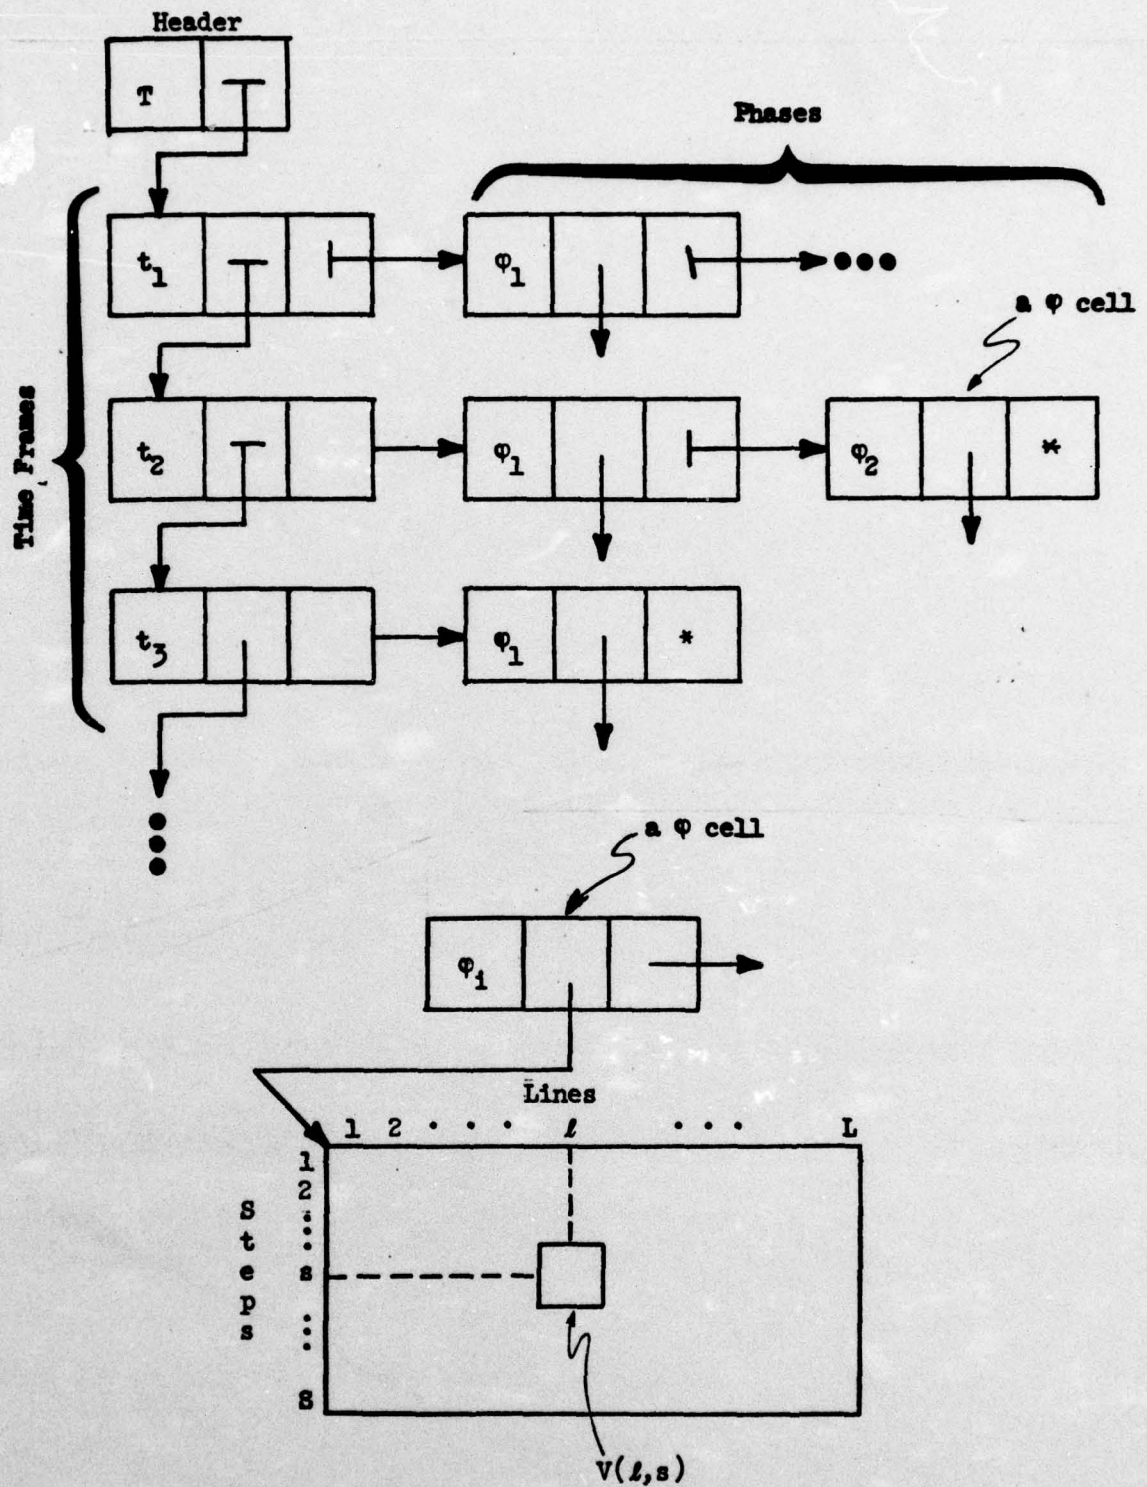 Header
T
Phases
t₁
φ₁
a φ cell
Time Frames
t₂
φ₁
φ₂ *
t₃
φ₁ *
a φ cell
φᵢ
Lines
1 2 . . . ℓ . . . L
1
2
Steps
s
S
V(ℓ,s)